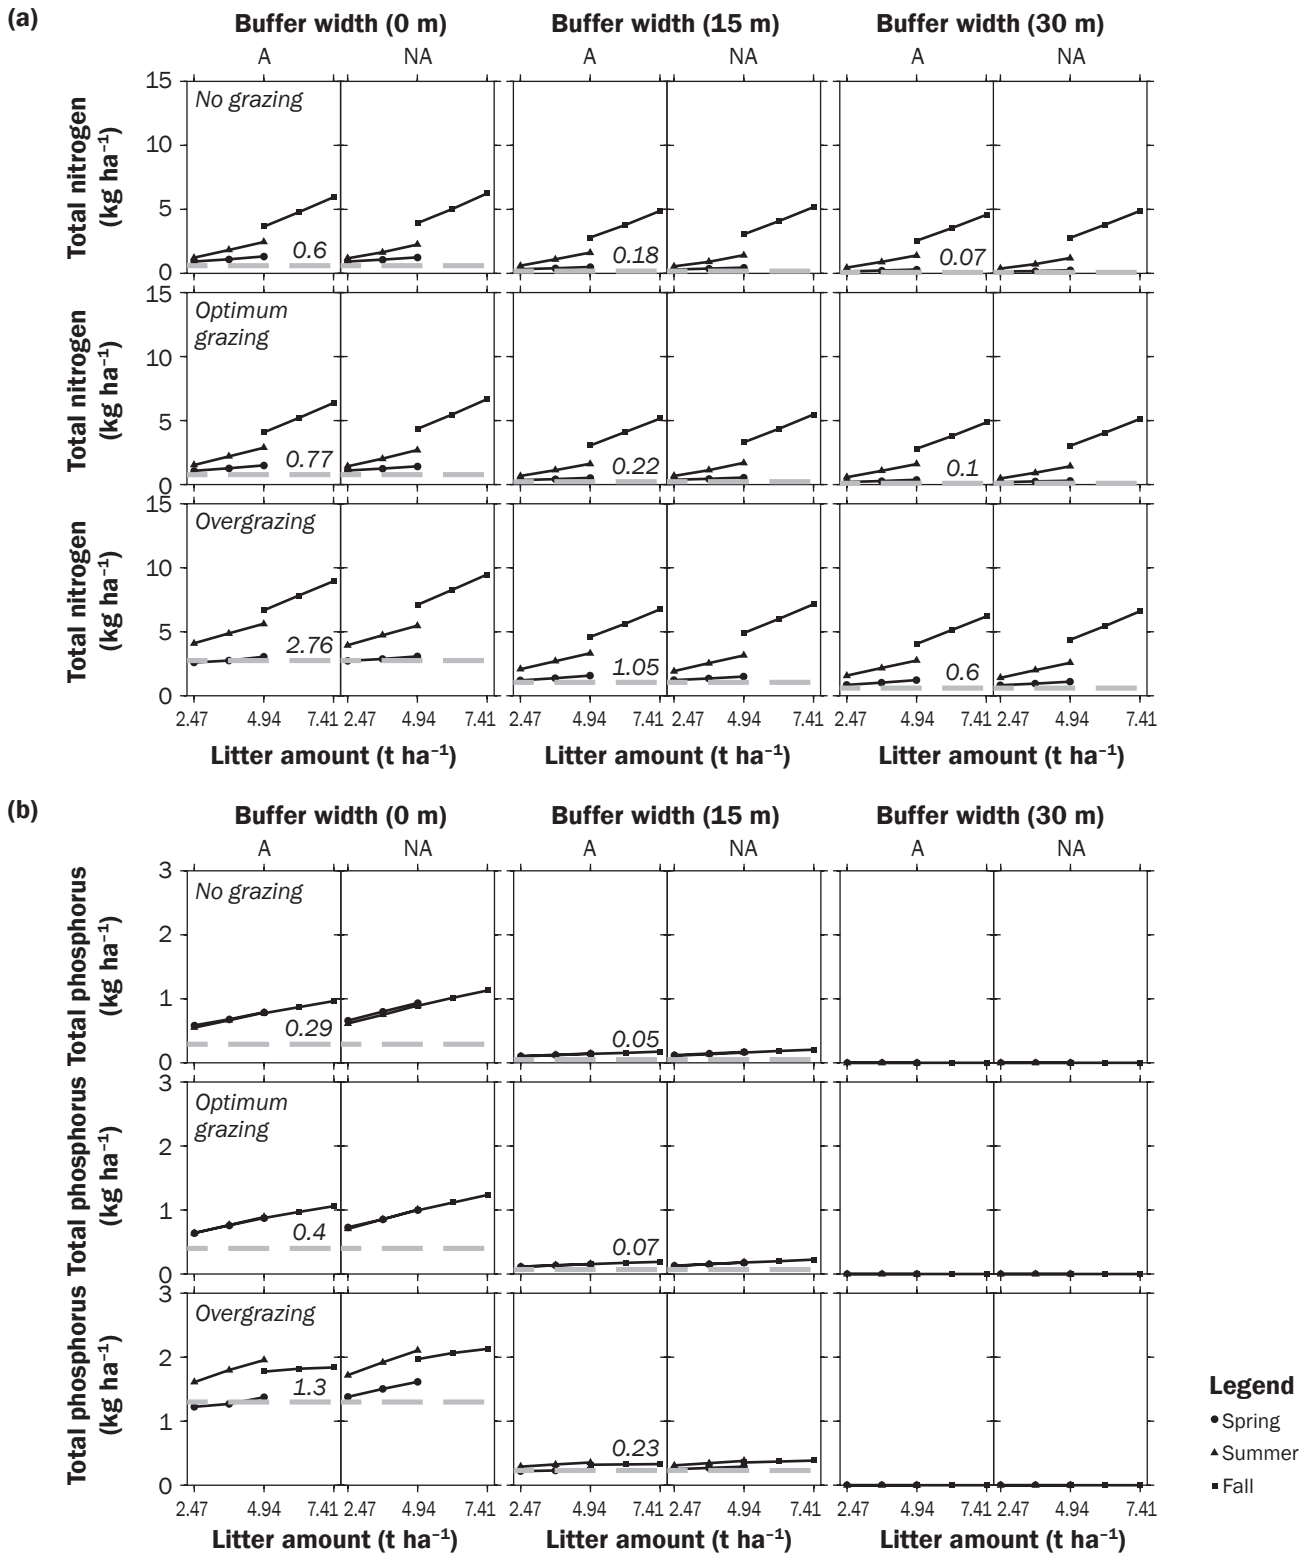 (a)
Buffer width (0 m) Buffer width (15 m) Buffer width (30 m)
A NA A NA A NA
Total nitrogen
(kg ha⁻¹)
15
10
5
0
No grazing
0.6 0.18 0.07
Total nitrogen
(kg ha⁻¹)
15
10
5
0
Optimum
grazing
0.77 0.22 0.1
Total nitrogen
(kg ha⁻¹)
15
10
5
0
Overgrazing
2.76 1.05 0.6
2.47 4.94 7.41 2.47 4.94 7.41 2.47 4.94 7.41 2.47 4.94 7.41 2.47 4.94 7.41 2.47 4.94 7.41
Litter amount (t ha⁻¹) Litter amount (t ha⁻¹) Litter amount (t ha⁻¹)
(b)
Buffer width (0 m) Buffer width (15 m) Buffer width (30 m)
A NA A NA A NA
Total phosphorus
(kg ha⁻¹)
3
2
1
0
No grazing
0.29 0.05
Total phosphorus
(kg ha⁻¹)
3
2
1
0
Optimum
grazing
0.4 0.07
Total phosphorus
(kg ha⁻¹)
3
2
1
0
Overgrazing
1.3 0.23
2.47 4.94 7.41 2.47 4.94 7.41 2.47 4.94 7.41 2.47 4.94 7.41 2.47 4.94 7.41 2.47 4.94 7.41
Litter amount (t ha⁻¹) Litter amount (t ha⁻¹) Litter amount (t ha⁻¹)
Legend
Spring
Summer
Fall